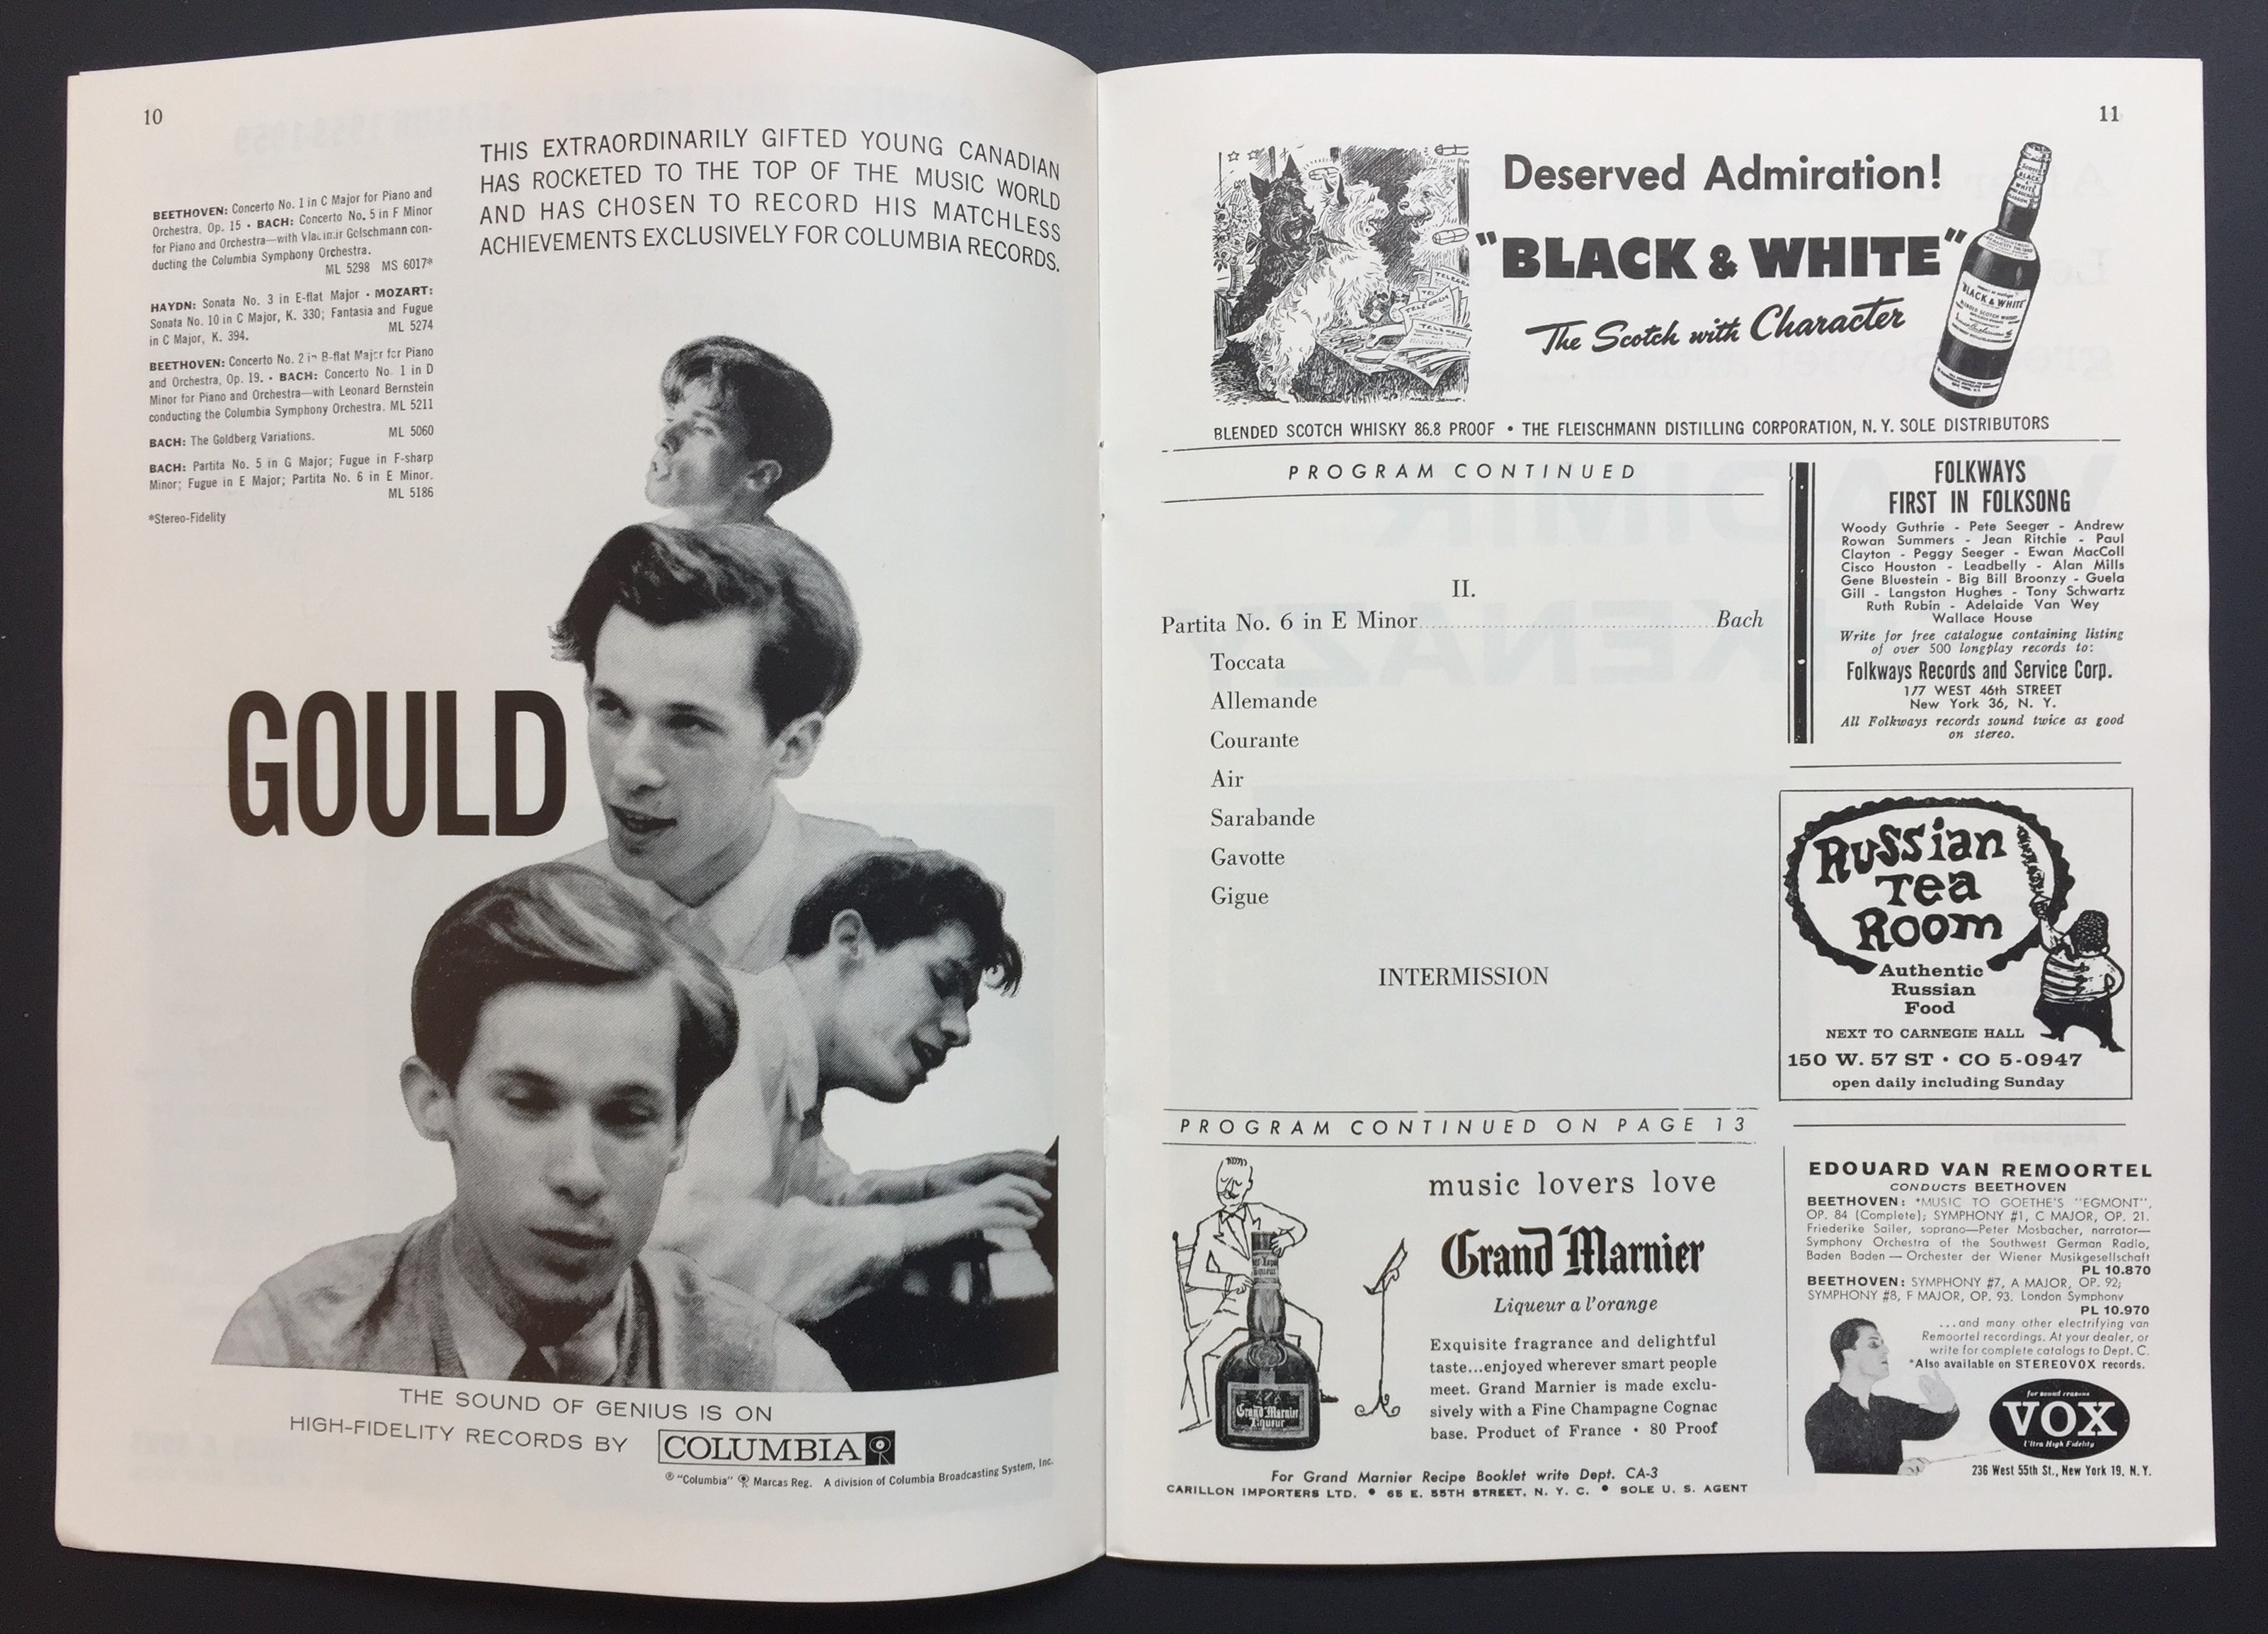 10
BEETHOVEN: Concerto No. 1 in C Major for Piano and
Orchestra, Op. 15 • BACH: Concerto No. 5 in F Minor
for Piano and Orchestra—with Vladimir Golschmann con-
ducting the Columbia Symphony Orchestra.
ML 5298 MS 6017*
HAYDN: Sonata No. 3 in E-flat Major • MOZART:
Sonata No. 10 in C Major, K. 330; Fantasia and Fugue
in C Major, K. 394. ML 5274
BEETHOVEN: Concerto No. 2 in B-flat Major for Piano
and Orchestra, Op. 19. • BACH: Concerto No. 1 in D
Minor for Piano and Orchestra—with Leonard Bernstein
conducting the Columbia Symphony Orchestra. ML 5211
BACH: The Goldberg Variations. ML 5060
BACH: Partita No. 5 in G Major; Fugue in F-sharp
Minor; Fugue in E Major; Partita No. 6 in E Minor.
ML 5186
*Stereo-Fidelity
THIS EXTRAORDINARILY GIFTED YOUNG CANADIAN
HAS ROCKETED TO THE TOP OF THE MUSIC WORLD
AND HAS CHOSEN TO RECORD HIS MATCHLESS
ACHIEVEMENTS EXCLUSIVELY FOR COLUMBIA RECORDS.
GOULD
THE SOUND OF GENIUS IS ON
HIGH-FIDELITY RECORDS BY COLUMBIA
® "Columbia" Marcas Reg. A division of Columbia Broadcasting System, Inc.
11
Deserved Admiration!
"BLACK & WHITE"
The Scotch with Character
TELEGRAM
BLACK & WHITE
BLENDED SCOTCH WHISKY 86.8 PROOF • THE FLEISCHMANN DISTILLING CORPORATION, N. Y. SOLE DISTRIBUTORS
PROGRAM CONTINUED
II.
Partita No. 6 in E Minor Bach
Toccata
Allemande
Courante
Air
Sarabande
Gavotte
Gigue
INTERMISSION
PROGRAM CONTINUED ON PAGE 13
music lovers love
Grand Marnier
Liqueur a l'orange
Exquisite fragrance and delightful
taste...enjoyed wherever smart people
meet. Grand Marnier is made exclu-
sively with a Fine Champagne Cognac
base. Product of France • 80 Proof
Grand Marnier
Liqueur
For Grand Marnier Recipe Booklet write Dept. CA-3
CARILLON IMPORTERS LTD. • 65 E. 55TH STREET, N. Y. C. • SOLE U. S. AGENT
FOLKWAYS
FIRST IN FOLKSONG
Woody Guthrie - Pete Seeger - Andrew
Rowan Summers - Jean Ritchie - Paul
Clayton - Peggy Seeger - Ewan MacColl
Cisco Houston - Leadbelly - Alan Mills
Gene Bluestein - Big Bill Broonzy - Guela
Gill - Langston Hughes - Tony Schwartz
Ruth Rubin - Adelaide Van Wey
Wallace House
Write for free catalogue containing listing
of over 500 longplay records to:
Folkways Records and Service Corp.
177 WEST 46th STREET
New York 36, N. Y.
All Folkways records sound twice as good
on stereo.
Russian
Tea
Room
Authentic
Russian
Food
NEXT TO CARNEGIE HALL
150 W. 57 ST • CO 5-0947
open daily including Sunday
EDOUARD VAN REMOORTEL
CONDUCTS BEETHOVEN
BEETHOVEN: *MUSIC TO GOETHE'S "EGMONT",
OP. 84 (Complete); SYMPHONY #1, C MAJOR, OP. 21.
Friederike Sailer, soprano—Peter Mosbacher, narrator—
Symphony Orchestra of the Southwest German Radio,
Baden Baden — Orchester der Wiener Musikgesellschaft
PL 10.870
BEETHOVEN: SYMPHONY #7, A MAJOR, OP. 92;
SYMPHONY #8, F MAJOR, OP. 93. London Symphony
PL 10.970
...and many other electrifying van
Remoortel recordings. At your dealer, or
write for complete catalogs to Dept. C.
*Also available on STEREOVOX records.
for sound reasons
VOX
Ultra High Fidelity
236 West 55th St., New York 19, N. Y.